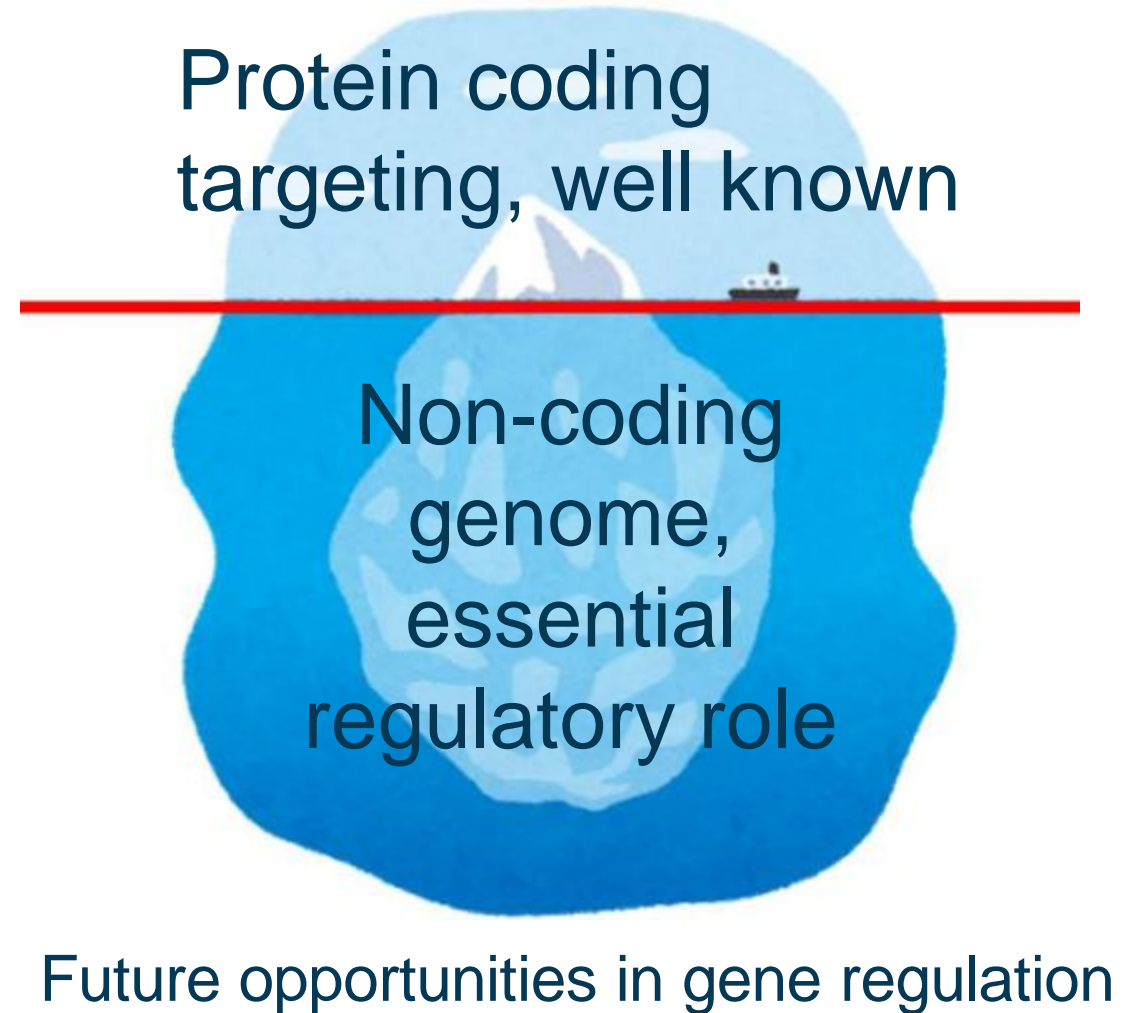 Protein coding
targeting, well known
Non-coding
genome,
essential
regulatory role
Future opportunities in gene regulation